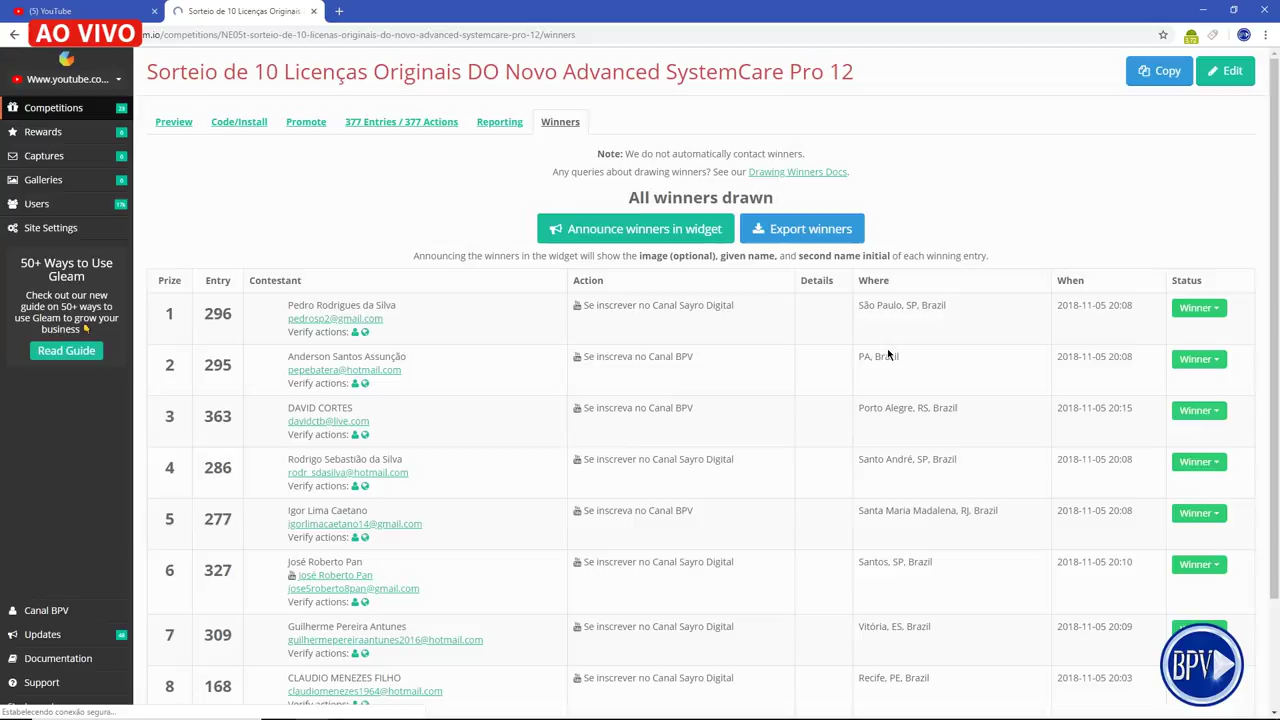 (5) YouTube
Sorteio de 10 Licenças Originais
AO VIVO
m.io/competitions/NE05t-sorteio-de-10-licenas-originais-do-novo-advanced-systemcare-pro-12/winners
Www.youtube.co...
Competitions 23
Rewards 0
Captures 0
Galleries 0
Users 17k
Site Settings
50+ Ways to Use
Gleam
Check out our new
guide on 50+ ways to
use Gleam to grow your
business
Read Guide
Canal BPV
Updates 48
Documentation
Support
Sorteio de 10 Licenças Originais DO Novo Advanced SystemCare Pro 12
Copy
Edit
Preview Code/Install Promote 377 Entries / 377 Actions Reporting Winners
Note: We do not automatically contact winners.
Any queries about drawing winners? See our Drawing Winners Docs.
All winners drawn
Announce winners in widget
Export winners
Announcing the winners in the widget will show the image (optional), given name, and second name initial of each winning entry.
Prize Entry Contestant Action Details Where When Status
1 296 Pedro Rodrigues da Silva Se inscrever no Canal Sayro Digital São Paulo, SP, Brazil 2018-11-05 20:08 Winner
pedrosp2@gmail.com
Verify actions:
2 295 Anderson Santos Assunção Se inscreva no Canal BPV PA, Brazil 2018-11-05 20:08 Winner
pepebatera@hotmail.com
Verify actions:
3 363 DAVID CORTES Se inscreva no Canal BPV Porto Alegre, RS, Brazil 2018-11-05 20:15 Winner
davidctb@live.com
Verify actions:
4 286 Rodrigo Sebastião da Silva Se inscrever no Canal Sayro Digital Santo André, SP, Brazil 2018-11-05 20:08 Winner
rodr_sdasilva@hotmail.com
Verify actions:
5 277 Igor Lima Caetano Se inscreva no Canal BPV Santa Maria Madalena, RJ, Brazil 2018-11-05 20:08 Winner
igorlimacaetano14@gmail.com
Verify actions:
6 327 José Roberto Pan Se inscrever no Canal Sayro Digital Santos, SP, Brazil 2018-11-05 20:10 Winner
josé Roberto Pan
jose5roberto8pan@gmail.com
Verify actions:
7 309 Guilherme Pereira Antunes Se inscrever no Canal Sayro Digital Vitória, ES, Brazil 2018-11-05 20:09
guilhermepereiraantunes2016@hotmail.com
Verify actions:
8 168 CLAUDIO MENEZES FILHO Se inscrever no Canal Sayro Digital Recife, PE, Brazil 2018-11-05 20:03
claudiomenezes1964@hotmail.com
BPV
Estabelecendo conexão segura...